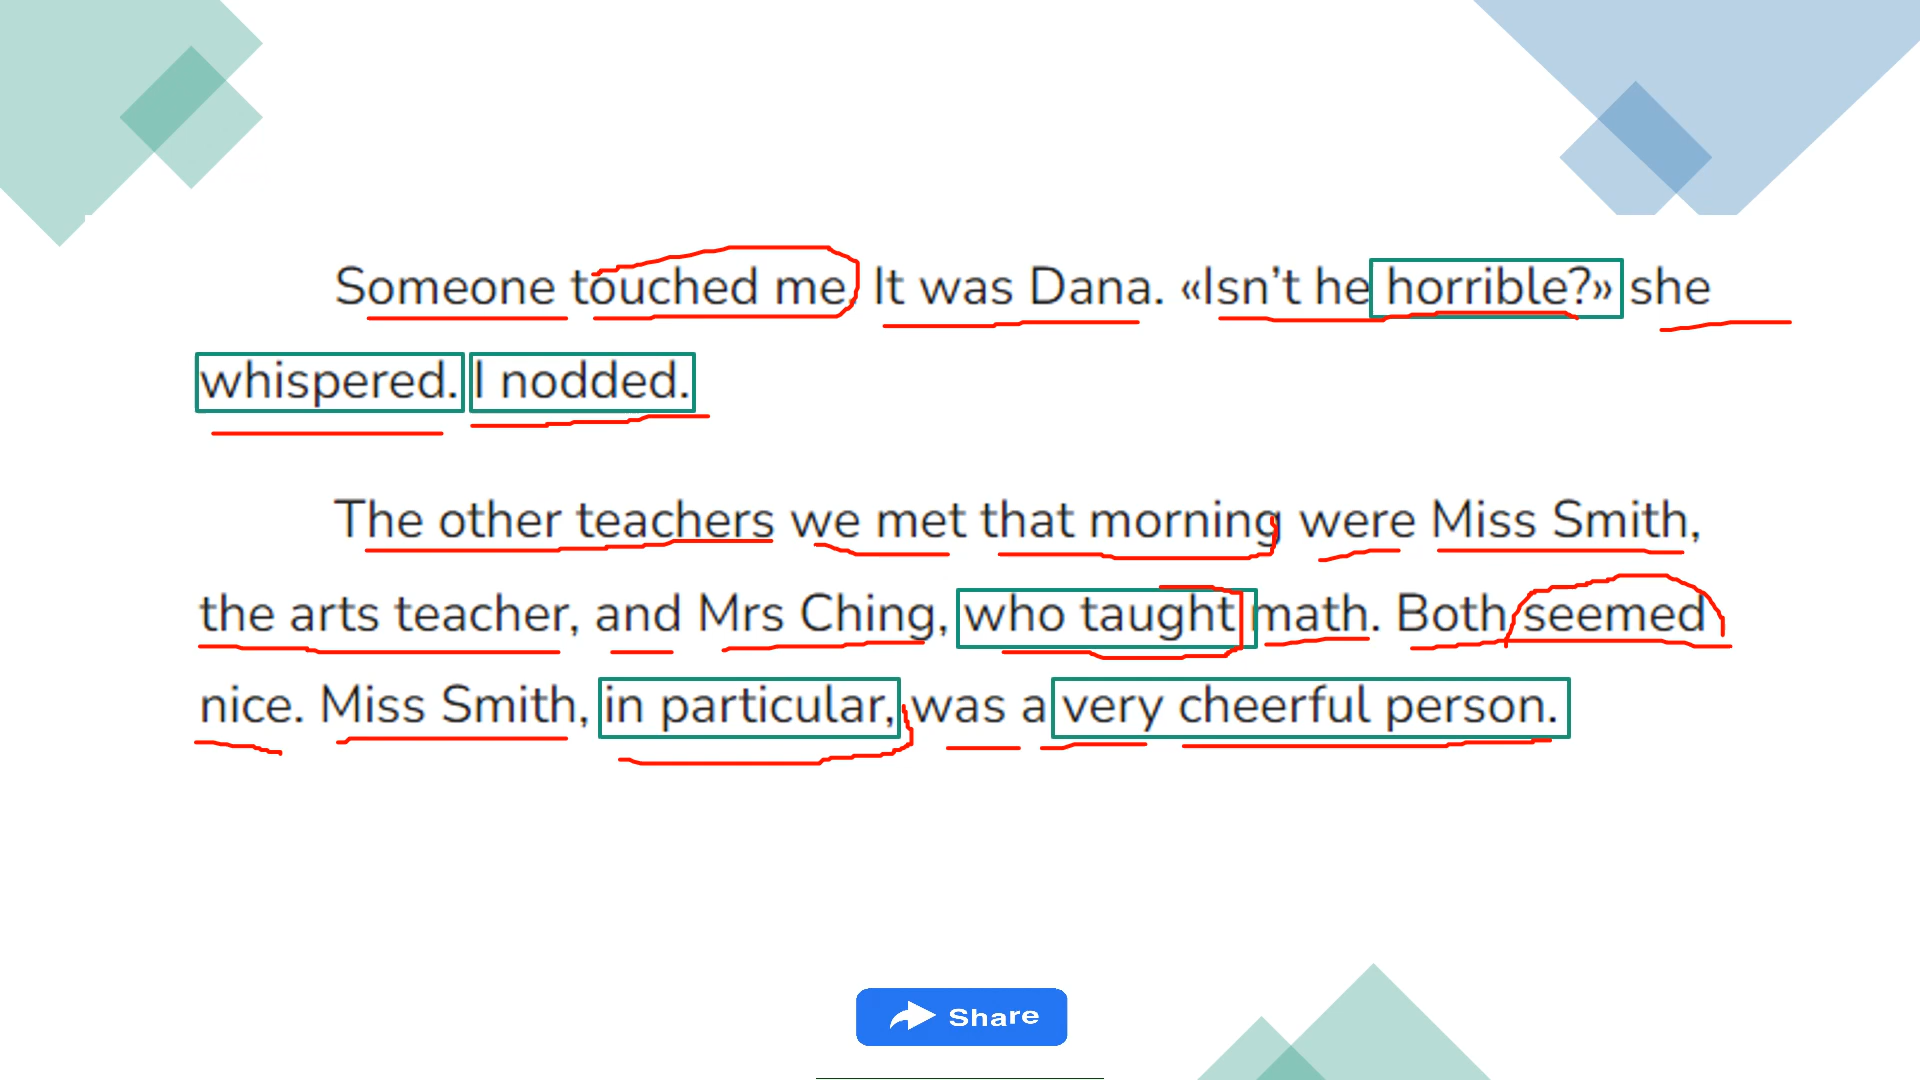 Someone touched me. It was Dana. «Isn’t he horrible?» she
whispered. I nodded.
The other teachers we met that morning were Miss Smith,
the arts teacher, and Mrs Ching, who taught math. Both seemed
nice. Miss Smith, in particular, was a very cheerful person.
Share